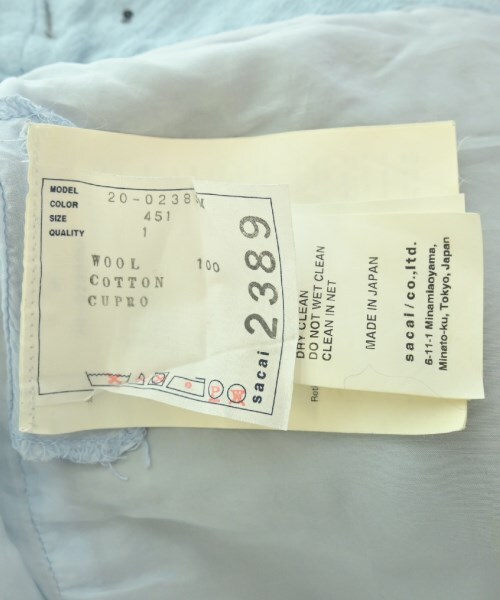 MODEL 20-0238 M
COLOR 451
SIZE 1
QUALITY
WOOL 100
COTTON
CUPRO
sacai 2389
DRY CLEAN
DO NOT WET CLEAN
CLEAN IN NET
MADE IN JAPAN
sacai/co.,ltd.
6-11-1 Minamiaoyama,
Minato-ku, Tokyo, Japan